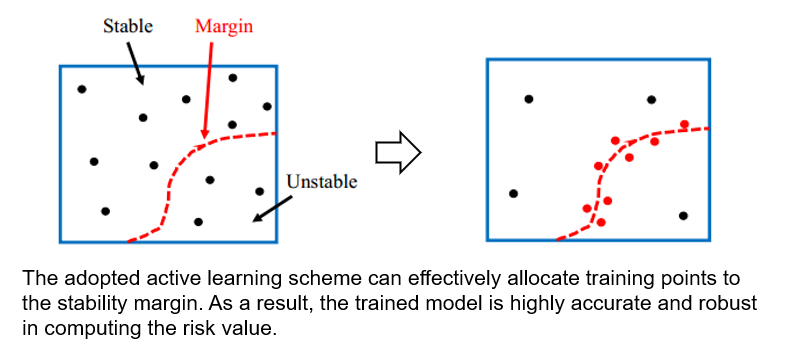 Stable
Margin
Unstable
The adopted active learning scheme can effectively allocate training points to
the stability margin. As a result, the trained model is highly accurate and robust
in computing the risk value.